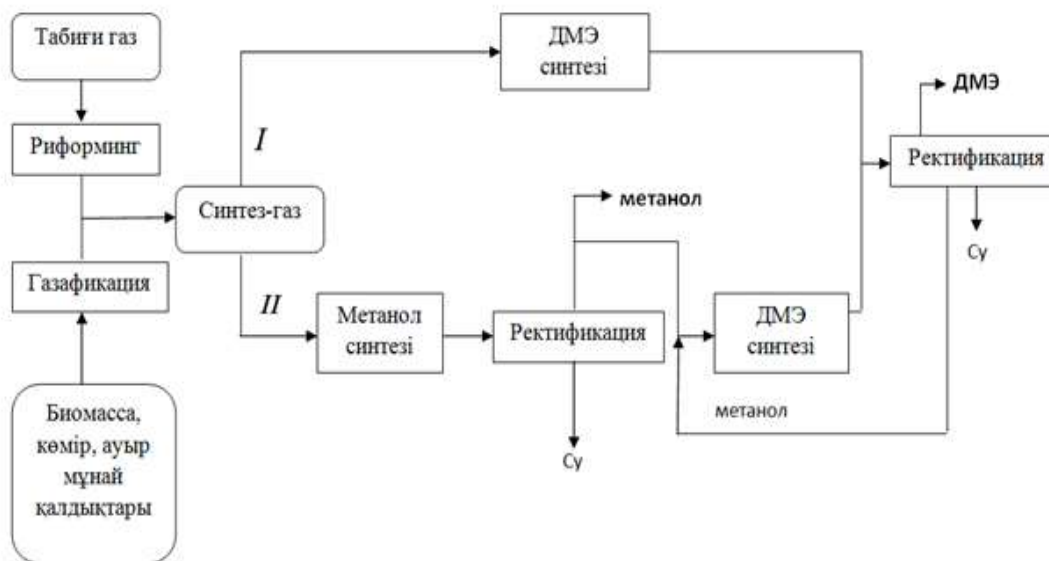 Табиғи газ
Риформинг
Газафикация
Биомасса,
көмір, ауыр
мұнай
қалдықтары
Синтез-газ
I
II
ДМЭ
синтезі
Метанол
синтезі
Ректификация
метанол
Су
ДМЭ
синтезі
метанол
ДМЭ
Ректификация
Су